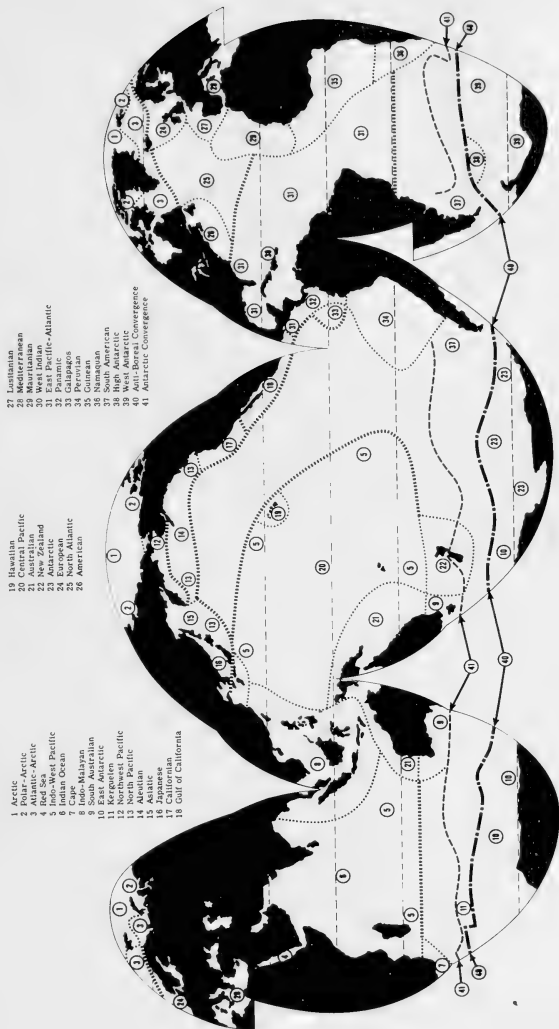 1 Arctic
2 Polar-Arctic
3 Atlantic-Arctic
4 Red Sea
5 Indo-West Pacific
6 Indian Ocean
7 Cape
8 Indo-Malayan
9 South Australian
10 East Antarctic
11 Kerguelen
12 Northwest Pacific
13 North Pacific
14 Aleutian
15 Asiatic
16 Japanese
17 Californian
18 Gulf of California
19 Hawaiian
20 Central Pacific
21 Australian
22 New Zealand
23 Antarctic
24 European
25 North Atlantic
26 American
27 Lusitanian
28 Mediterranean
29 Mauritanian
30 West Indian
31 East Pacific-Atlantic
32 Panamic
33 Galapagos
34 Peruvian
35 Guinean
36 Namaquan
37 South American
38 High Antarctic
39 West Antarctic
40 Anti-Boreal Convergence
41 Antarctic Convergence